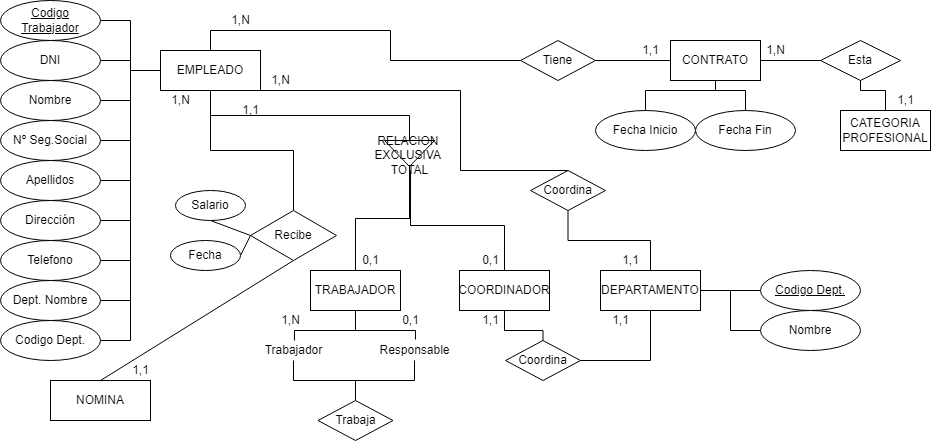 Codigo
Trabajador
DNI
Nombre
Nº Seg.Social
Apellidos
Dirección
Telefono
Dept. Nombre
Codigo Dept.
1,N
EMPLEADO
1,N
1,N
1,1
Tiene
1,1
CONTRATO
1,N
Esta
1,1
CATEGORIA
PROFESIONAL
Fecha Inicio
Fecha Fin
RELACION
EXCLUSIVA
TOTAL
Coordina
Salario
Fecha
Recibe
0,1
0,1
1,1
TRABAJADOR
COORDINADOR
DEPARTAMENTO
Codigo Dept.
Nombre
1,N
0,1
1,1
1,1
Trabajador
Responsable
Coordina
1,1
NOMINA
Trabaja